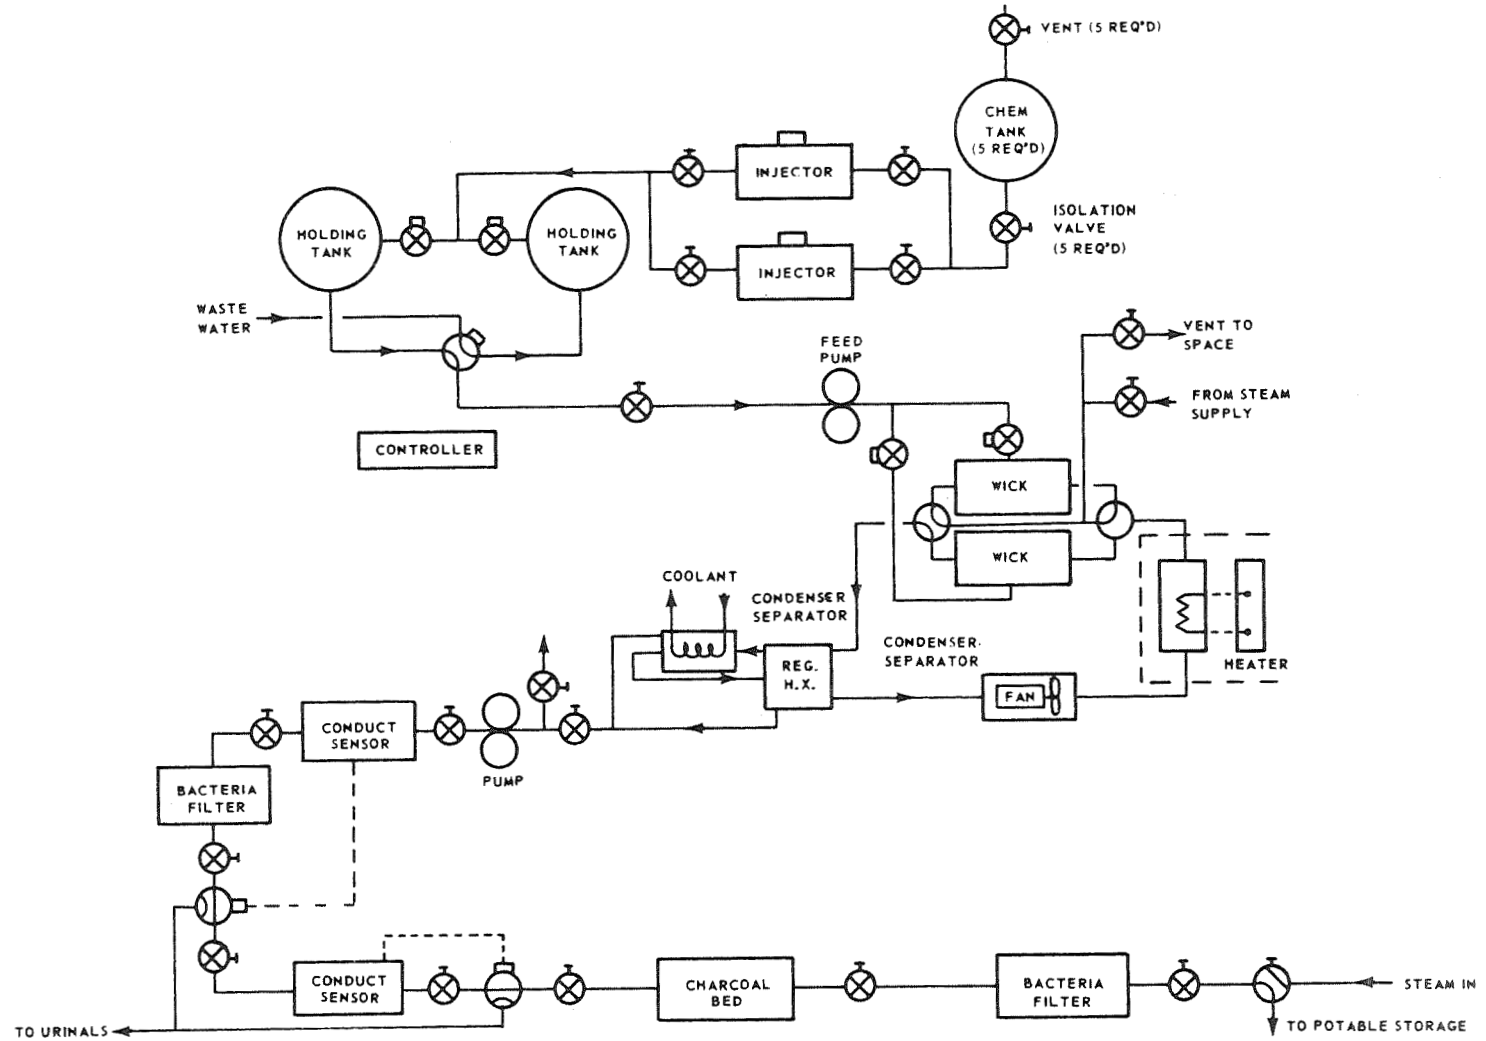 VENT (5 REQ'D)
CHEM
TANK
(5 REQ'D)
INJECTOR
ISOLATION
VALVE
(5 REQ'D)
HOLDING
TANK
HOLDING
TANK
INJECTOR
WASTE
WATER
FEED
PUMP
VENT TO
SPACE
FROM STEAM
SUPPLY
CONTROLLER
WICK
WICK
COOLANT
CONDENSER
SEPARATOR
CONDENSER-
SEPARATOR
REG.
H.X.
HEATER
FAN
CONDUCT
SENSOR
PUMP
BACTERIA
FILTER
CONDUCT
SENSOR
CHARCOAL
BED
BACTERIA
FILTER
STEAM IN
TO URINALS
TO POTABLE STORAGE